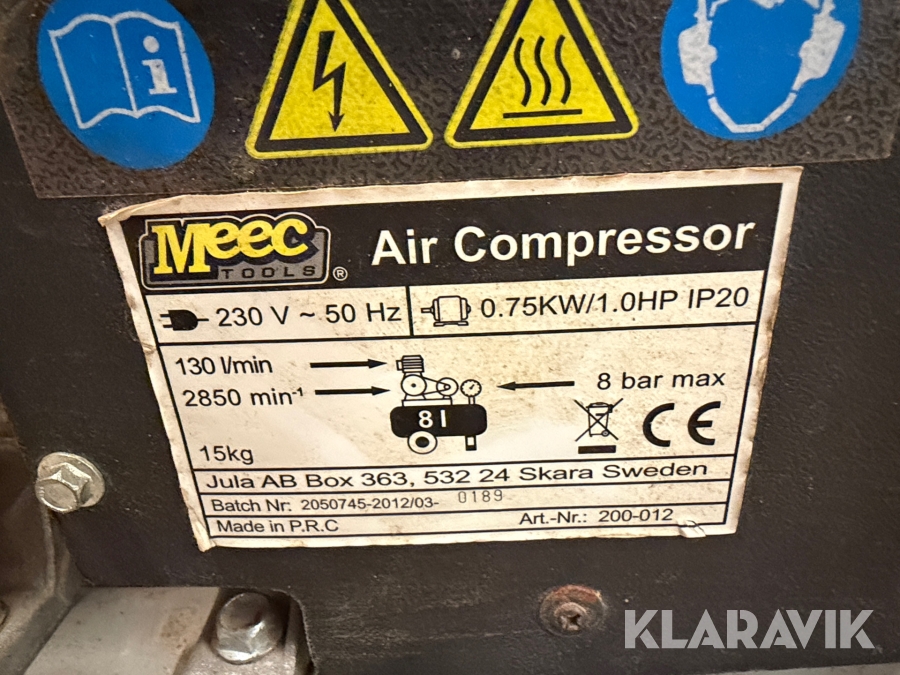 i
Meec TOOLS ® Air Compressor
230 V ~ 50 Hz 0.75KW/1.0HP IP20
130 l/min
2850 min⁻¹ 8 bar max
8 l
CE
15kg
Jula AB Box 363, 532 24 Skara Sweden
Batch Nr: 2050745-2012/03- 0189
Made in P.R.C Art.-Nr.: 200-012
KLARAVIK